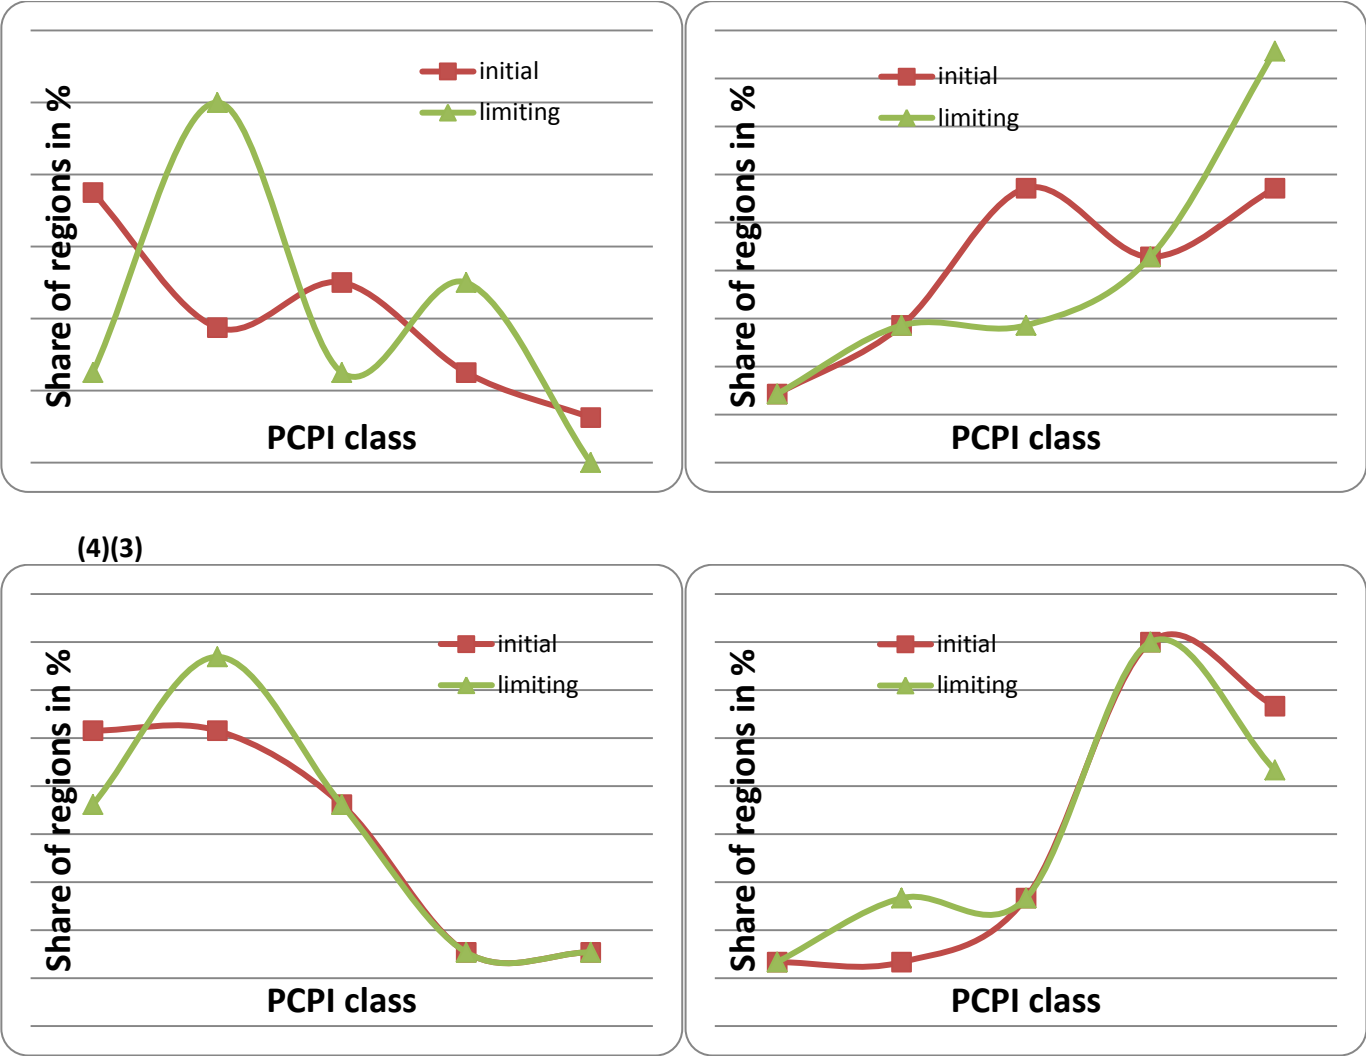 initial
limiting
Share of regions in %
PCPI class
initial
limiting
Share of regions in %
PCPI class
(4)(3)
initial
limiting
Share of regions in %
PCPI class
initial
limiting
Share of regions in %
PCPI class